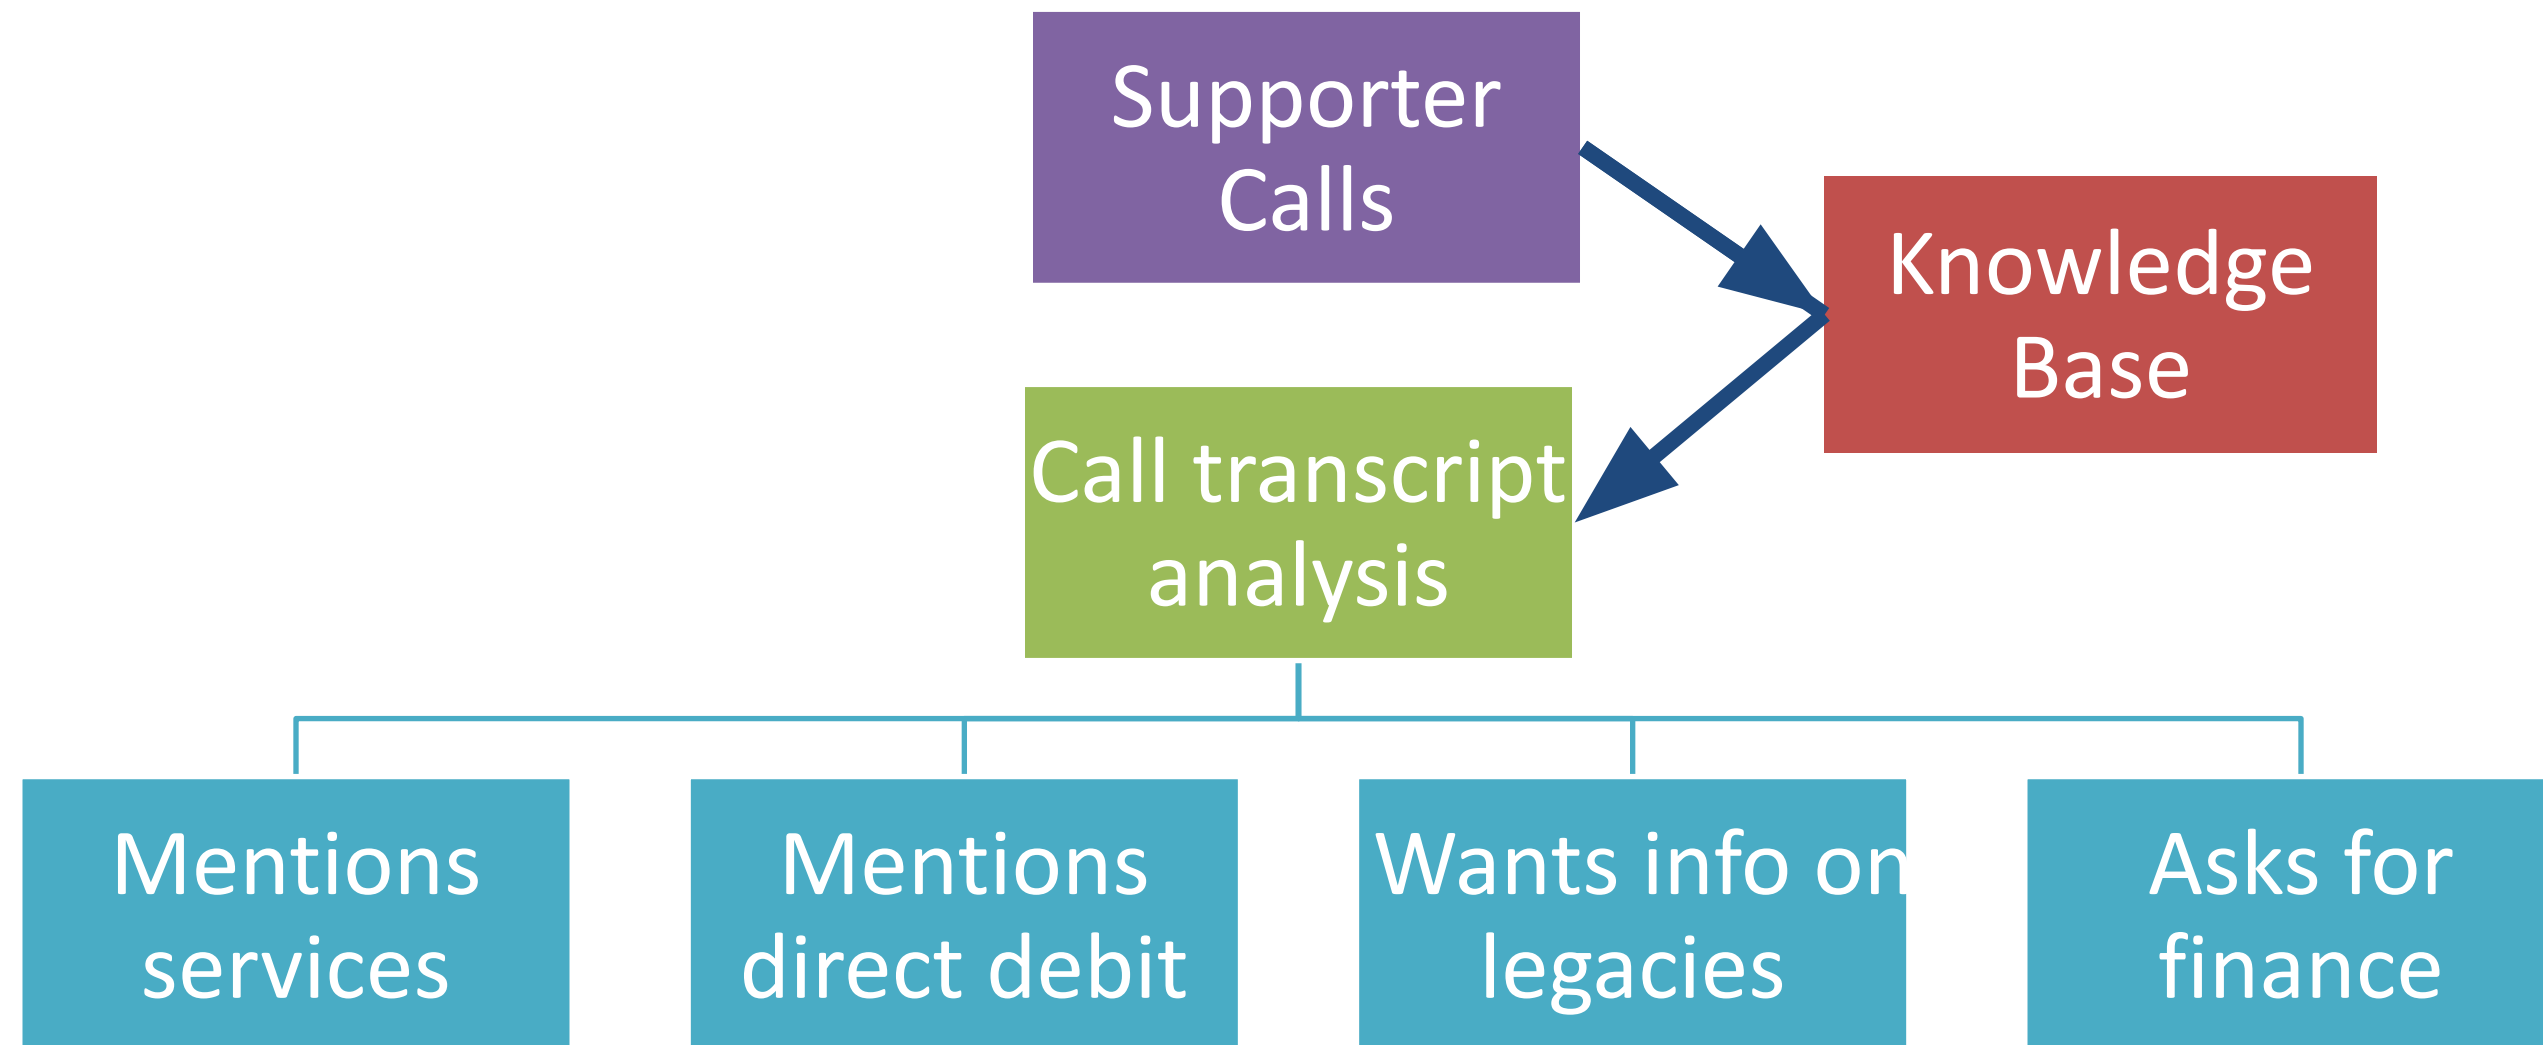 Supporter
Calls
Knowledge
Base
Call transcript
analysis
Mentions
services
Mentions
direct debit
Wants info on
legacies
Asks for
finance